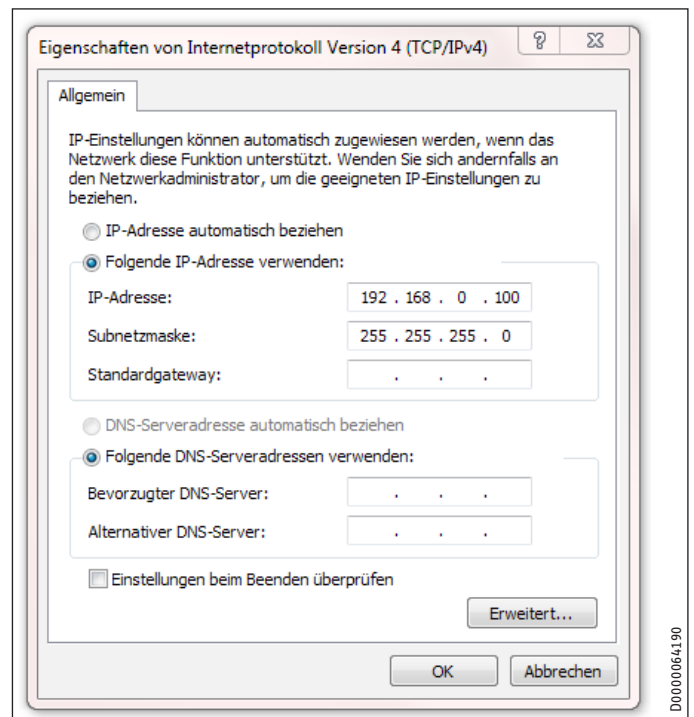 Eigenschaften von Internetprotokoll Version 4 (TCP/IPv4)
Allgemein
IP-Einstellungen können automatisch zugewiesen werden, wenn das
Netzwerk diese Funktion unterstützt. Wenden Sie sich andernfalls an
den Netzwerkadministrator, um die geeigneten IP-Einstellungen zu
beziehen.
IP-Adresse automatisch beziehen
Folgende IP-Adresse verwenden:
IP-Adresse: 192 . 168 . 0 . 100
Subnetzmaske: 255 . 255 . 255 . 0
Standardgateway: . . .
DNS-Serveradresse automatisch beziehen
Folgende DNS-Serveradressen verwenden:
Bevorzugter DNS-Server: . . .
Alternativer DNS-Server: . . .
Einstellungen beim Beenden überprüfen
Erweitert...
OK Abbrechen
D0000064190